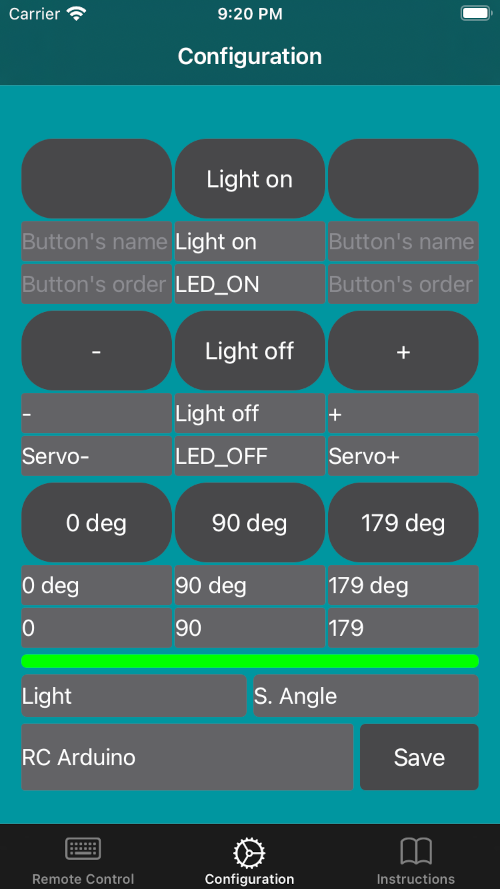 Carrier 9:20 PM
Configuration
Light on
Button's name Light on Button's name
Button's order LED_ON Button's order
- Light off +
- Light off +
Servo- LED_OFF Servo+
0 deg 90 deg 179 deg
0 deg 90 deg 179 deg
0 90 179
Light S. Angle
RC Arduino Save
Remote Control Configuration Instructions